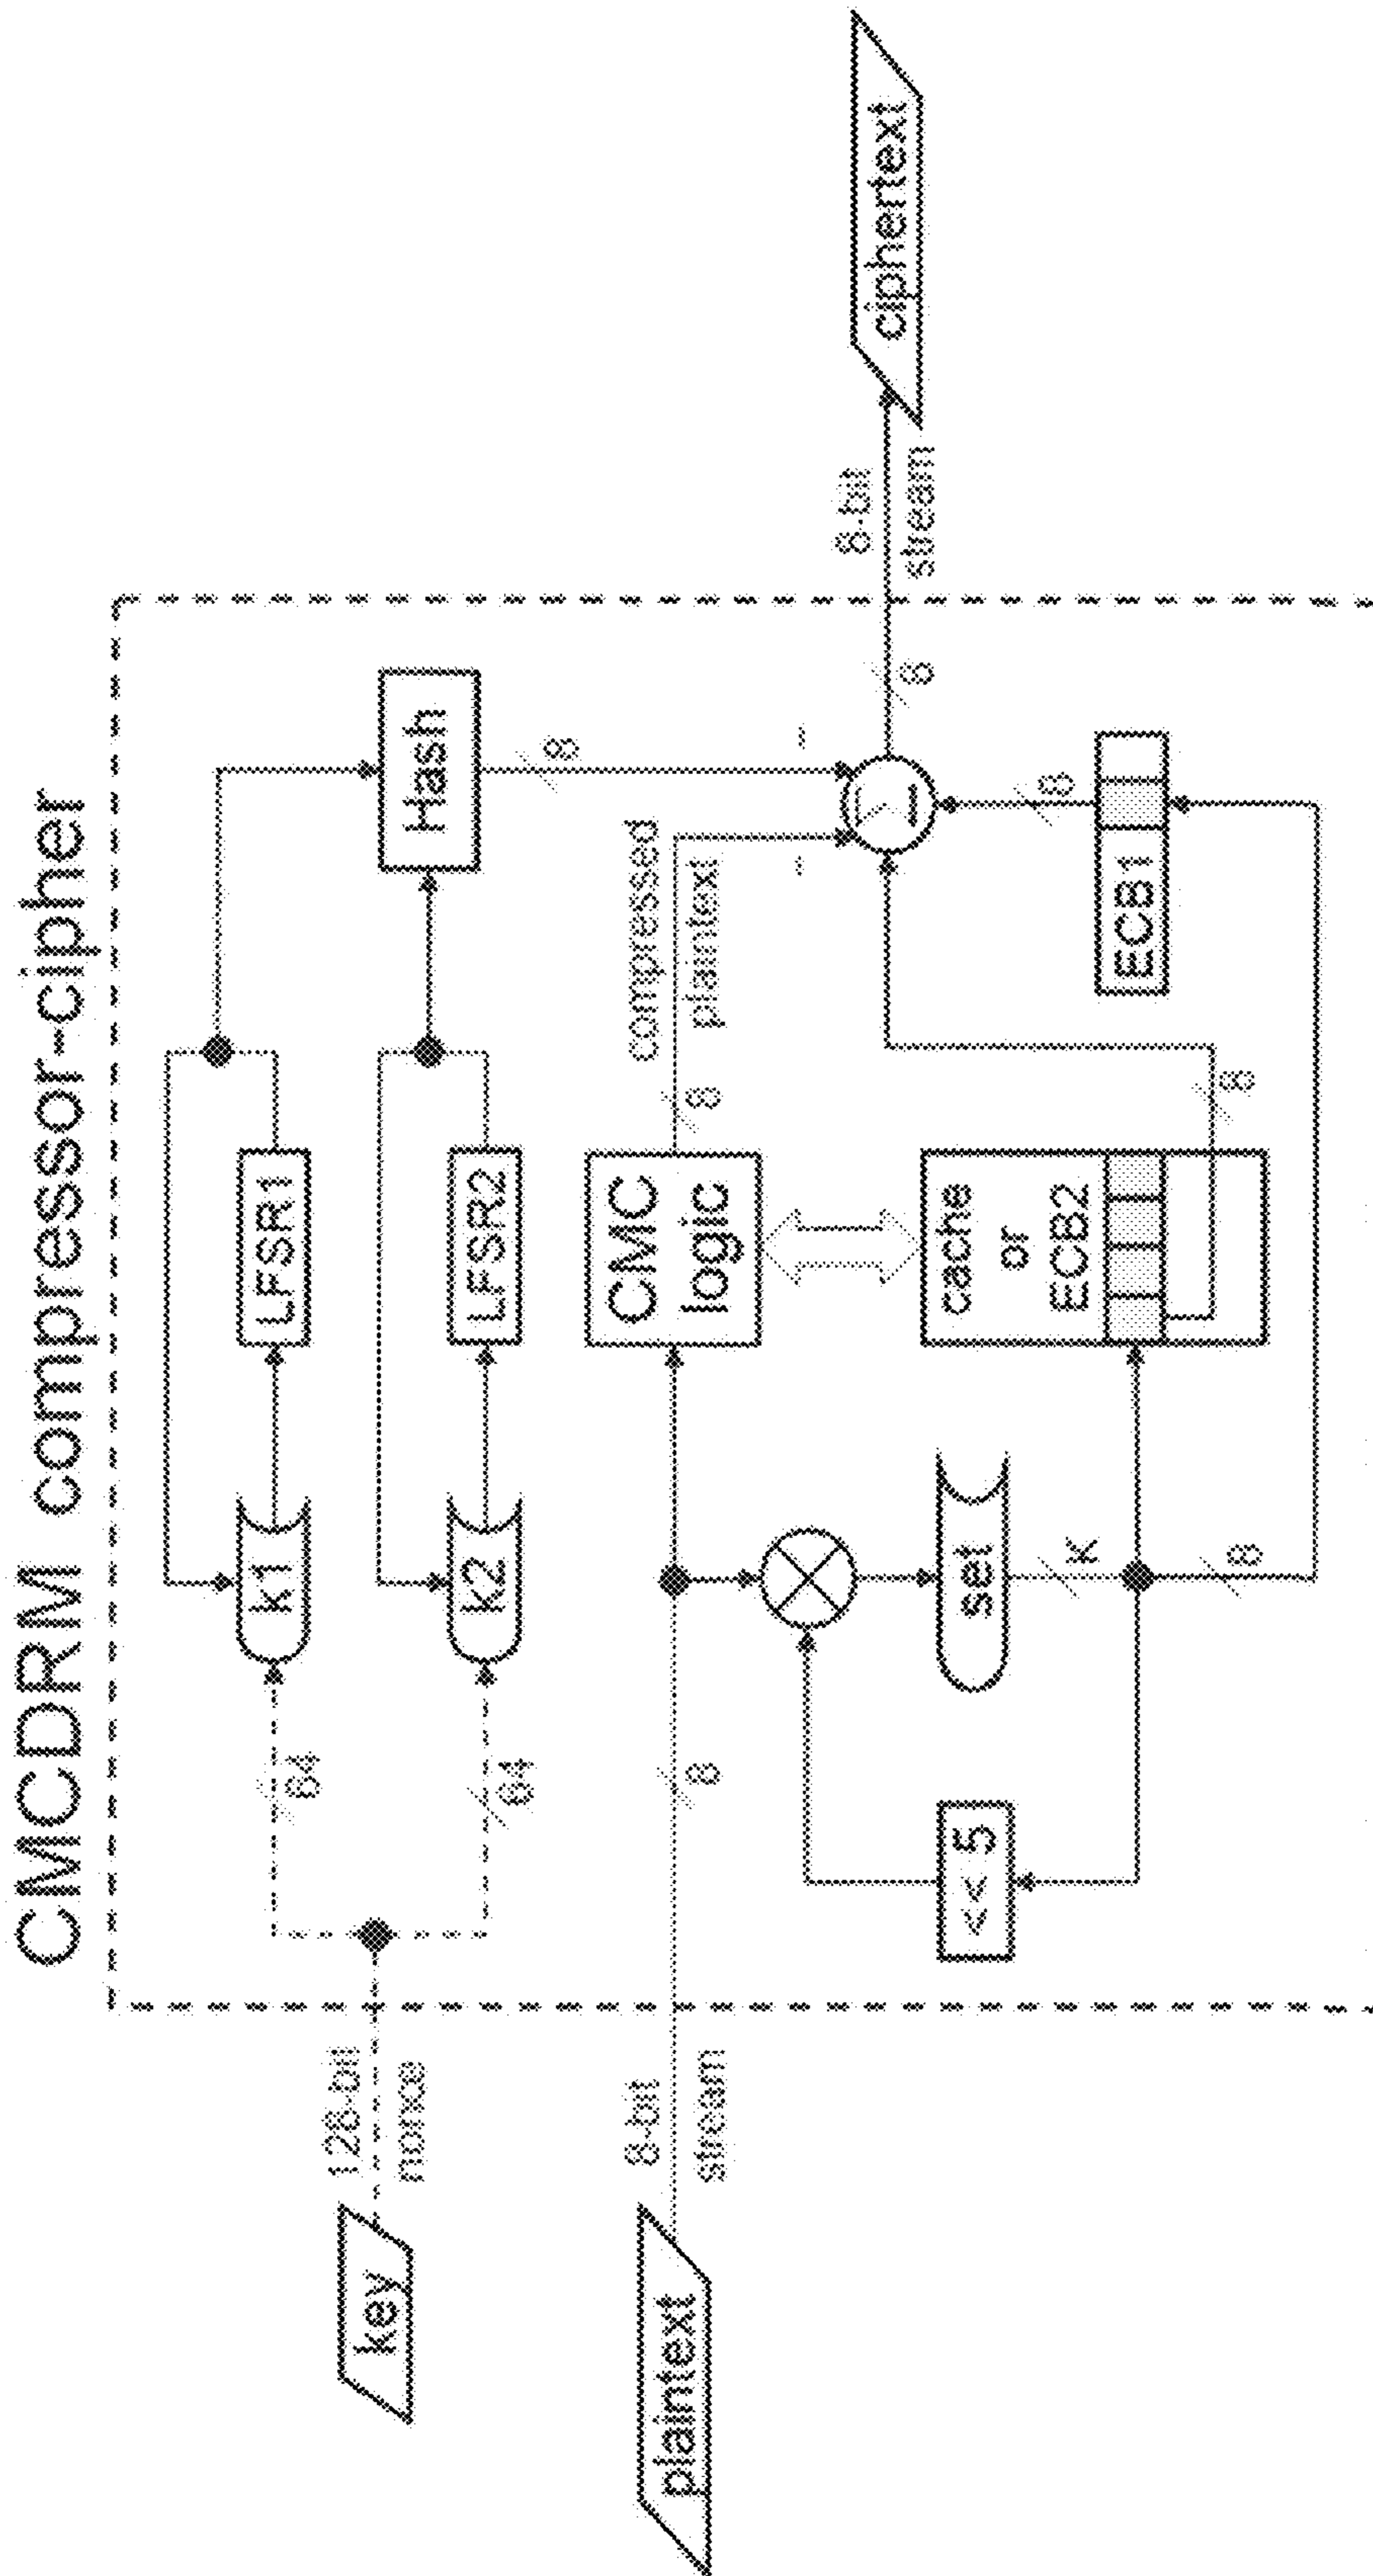 CMCDRM compressor-cipher
key
128-bit
nonce
64
64
k1
k2
LFSR1
LFSR2
Hash
8
plaintext
8-bit
stream
8
CMC
logic
8
compressed
plaintext
-
-
Σ
8
8-bit
stream
ciphertext
<< 5
sel
K
8
cache
or
ECB2
8
ECB1
8